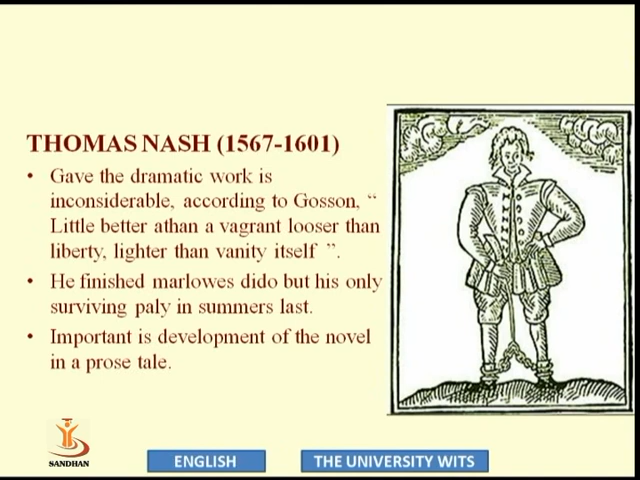 THOMAS NASH (1567-1601)
• Gave the dramatic work is
inconsiderable, according to Gosson, “
Little better athan a vagrant looser than
liberty, lighter than vanity itself ”.
• He finished marlowes dido but his only
surviving paly in summers last.
• Important is development of the novel
in a prose tale.
SANDHAN
ENGLISH
THE UNIVERSITY WITS